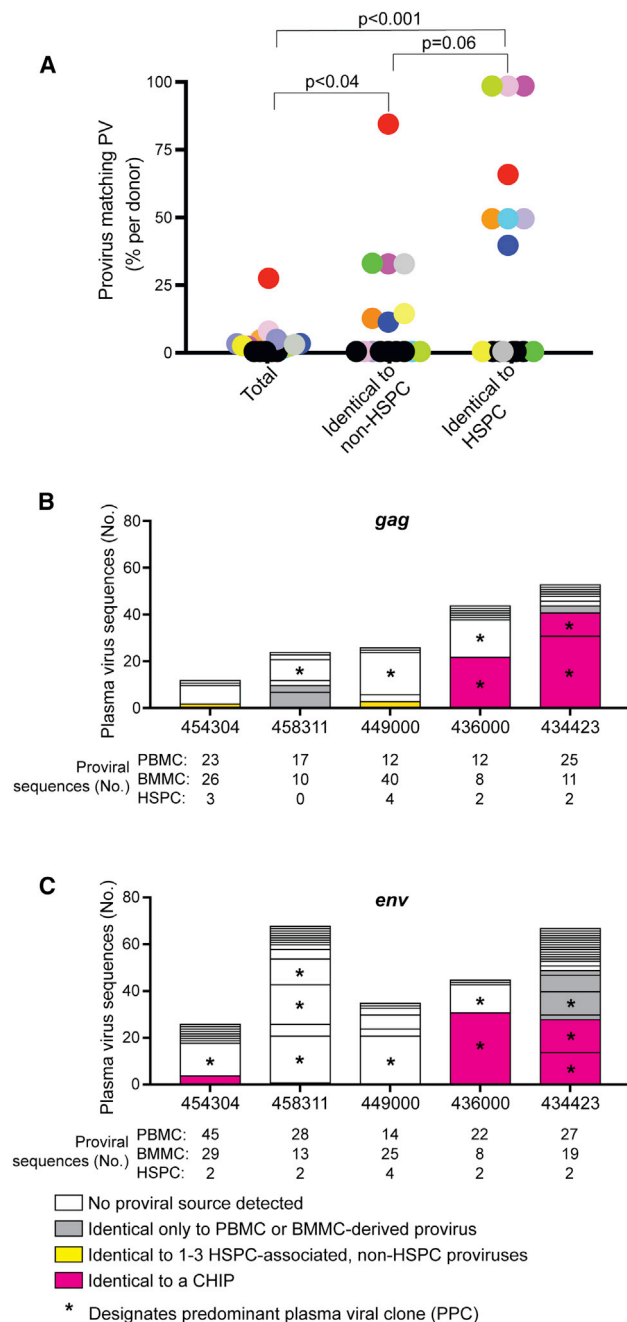 A
p<0.001
p=0.06
p<0.04
Provirus matching PV
(% per donor)
100
75
50
25
0
Total
Identical to
non-HSPC
Identical to
HSPC
B
gag
Plasma virus sequences (No.)
80
60
40
20
0
454304 458311 449000 436000 434423
Proviral
sequences (No.)
PBMC: 23 17 12 12 25
BMMC: 26 10 40 8 11
HSPC: 3 0 4 2 2
* * * * * *
C
env
Plasma virus sequences (No.)
80
60
40
20
0
454304 458311 449000 436000 434423
Proviral
sequences (No.)
PBMC: 45 28 14 22 27
BMMC: 29 13 25 8 19
HSPC: 2 2 4 2 2
* * * * * * * * * *
No proviral source detected
Identical only to PBMC or BMMC-derived provirus
Identical to 1-3 HSPC-associated, non-HSPC proviruses
Identical to a CHIP
* Designates predominant plasma viral clone (PPC)